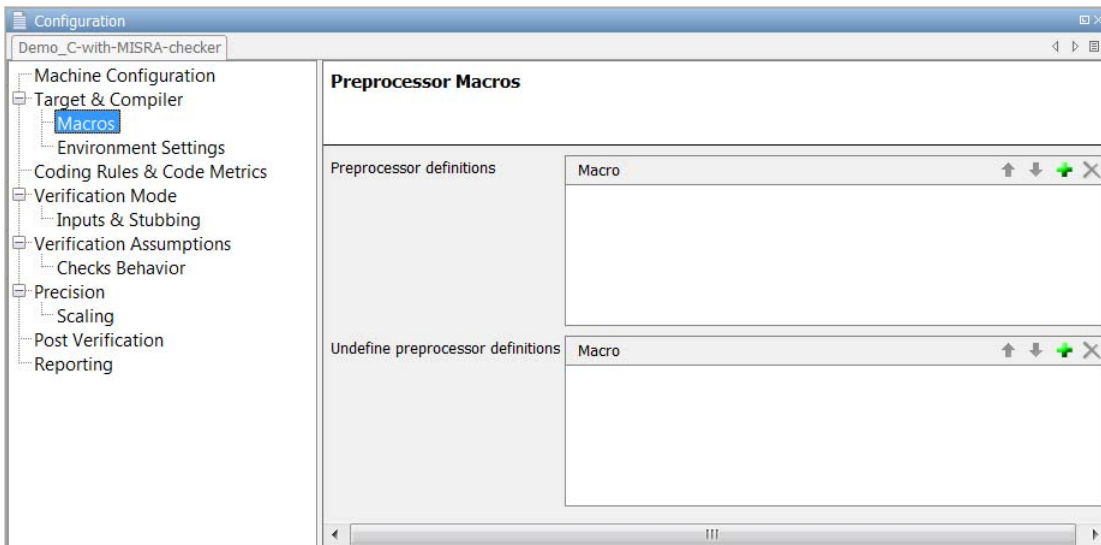 Configuration
Demo_C-with-MISRA-checker
Machine Configuration
Target & Compiler
Macros
Environment Settings
Coding Rules & Code Metrics
Verification Mode
Inputs & Stubbing
Verification Assumptions
Checks Behavior
Precision
Scaling
Post Verification
Reporting
Preprocessor Macros
Preprocessor definitions
Macro
Undefine preprocessor definitions
Macro